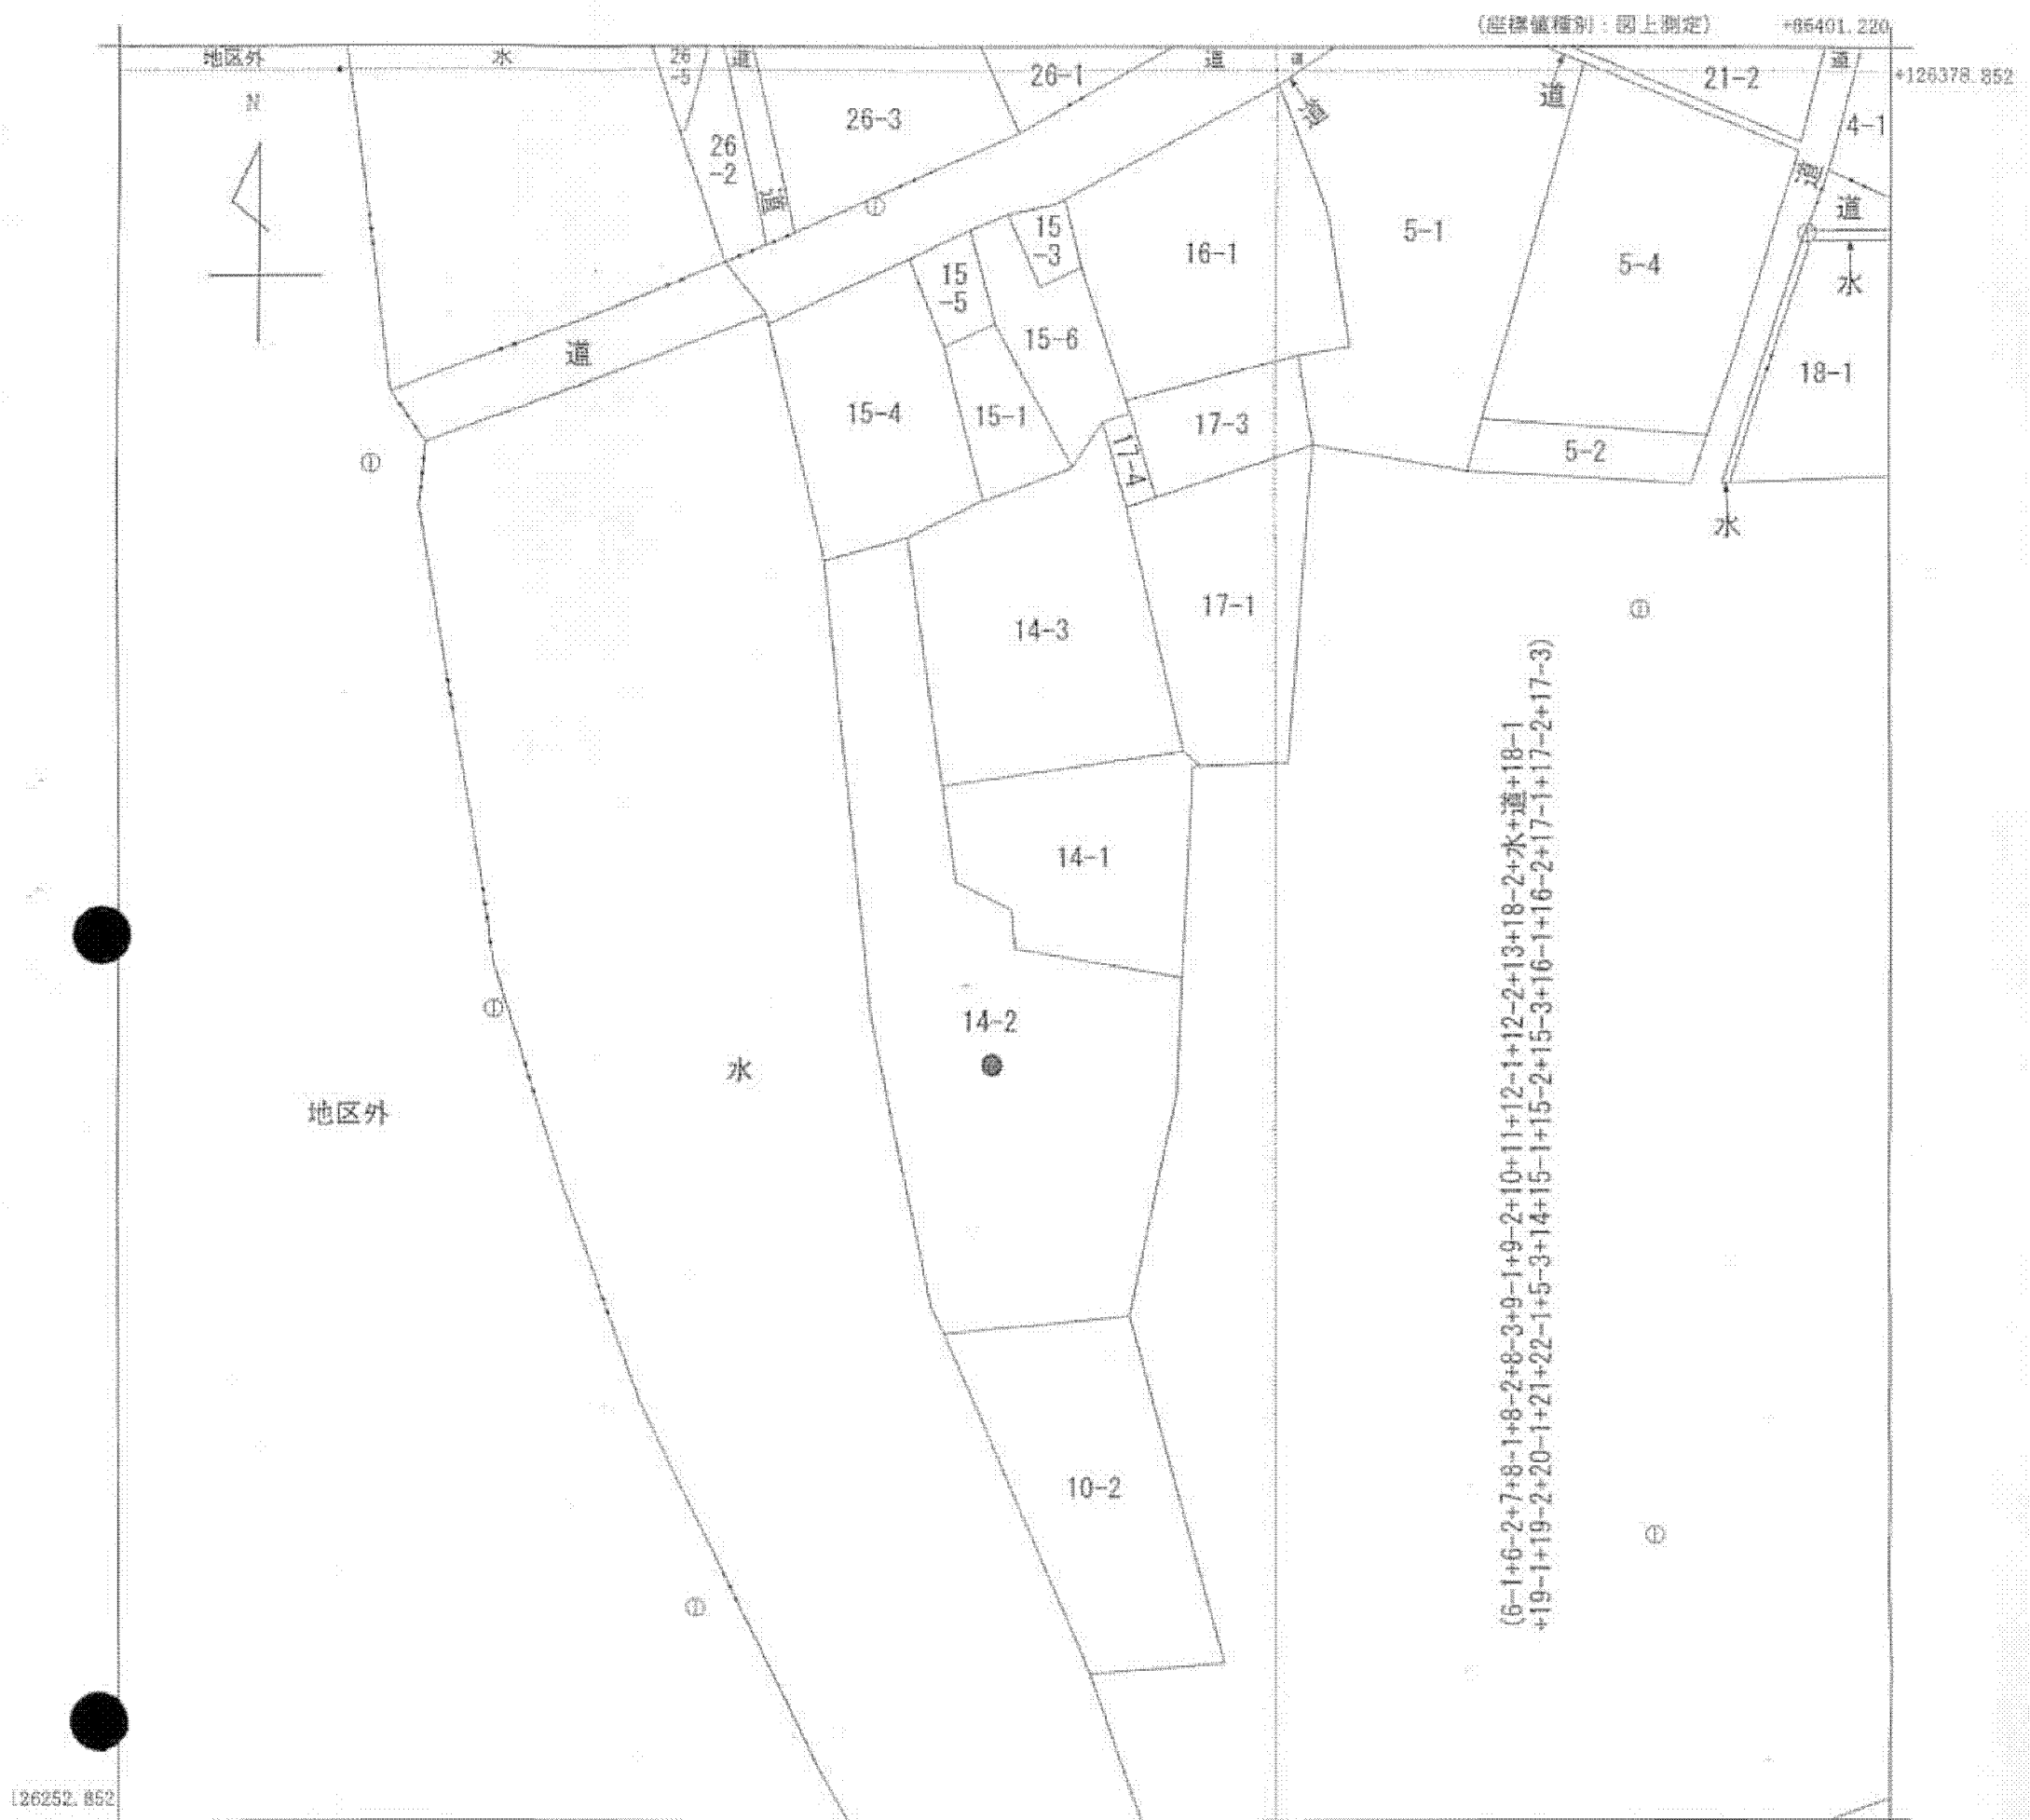 (座標値種別：図上測定)
+86401.220
地区外
水
26
-5
道
26-1
道
道
21-2
道
+126378.852
N
26-3
道
道
4-1
26
-2
道
道
①
道
15
-3
16-1
5-1
5-4
水
15
-5
15-6
道
18-1
15-4
15-1
17-3
17-4
5-2
①
水
14-3
17-1
①
14-1
①
14-2
水
地区外
(6-1+6-2+7+8-1+8-2+8-3+9-1+9-2+10+11+12-1+12-2+13+18-2+水+道+18-1
+19-1+19-2+20-1+21+22-1+5-3+14+15-1+15-2+15-3+16-1+16-2+17-1+17-2+17-3)
10-2
①
①
126252.852